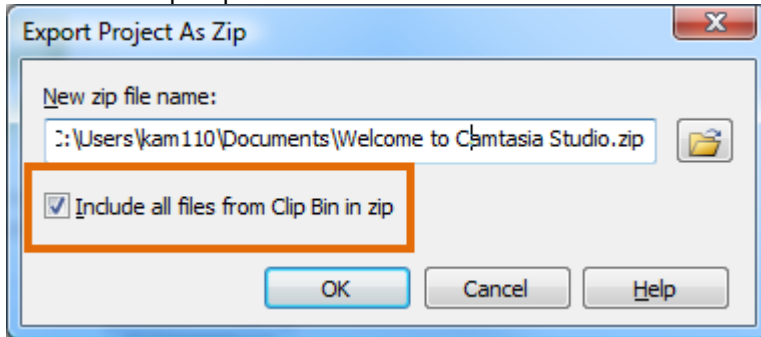 Export Project As Zip
New zip file name:
:\Users\kam110\Documents\Welcome to Camtasia Studio.zip
Include all files from Clip Bin in zip
OK
Cancel
Help